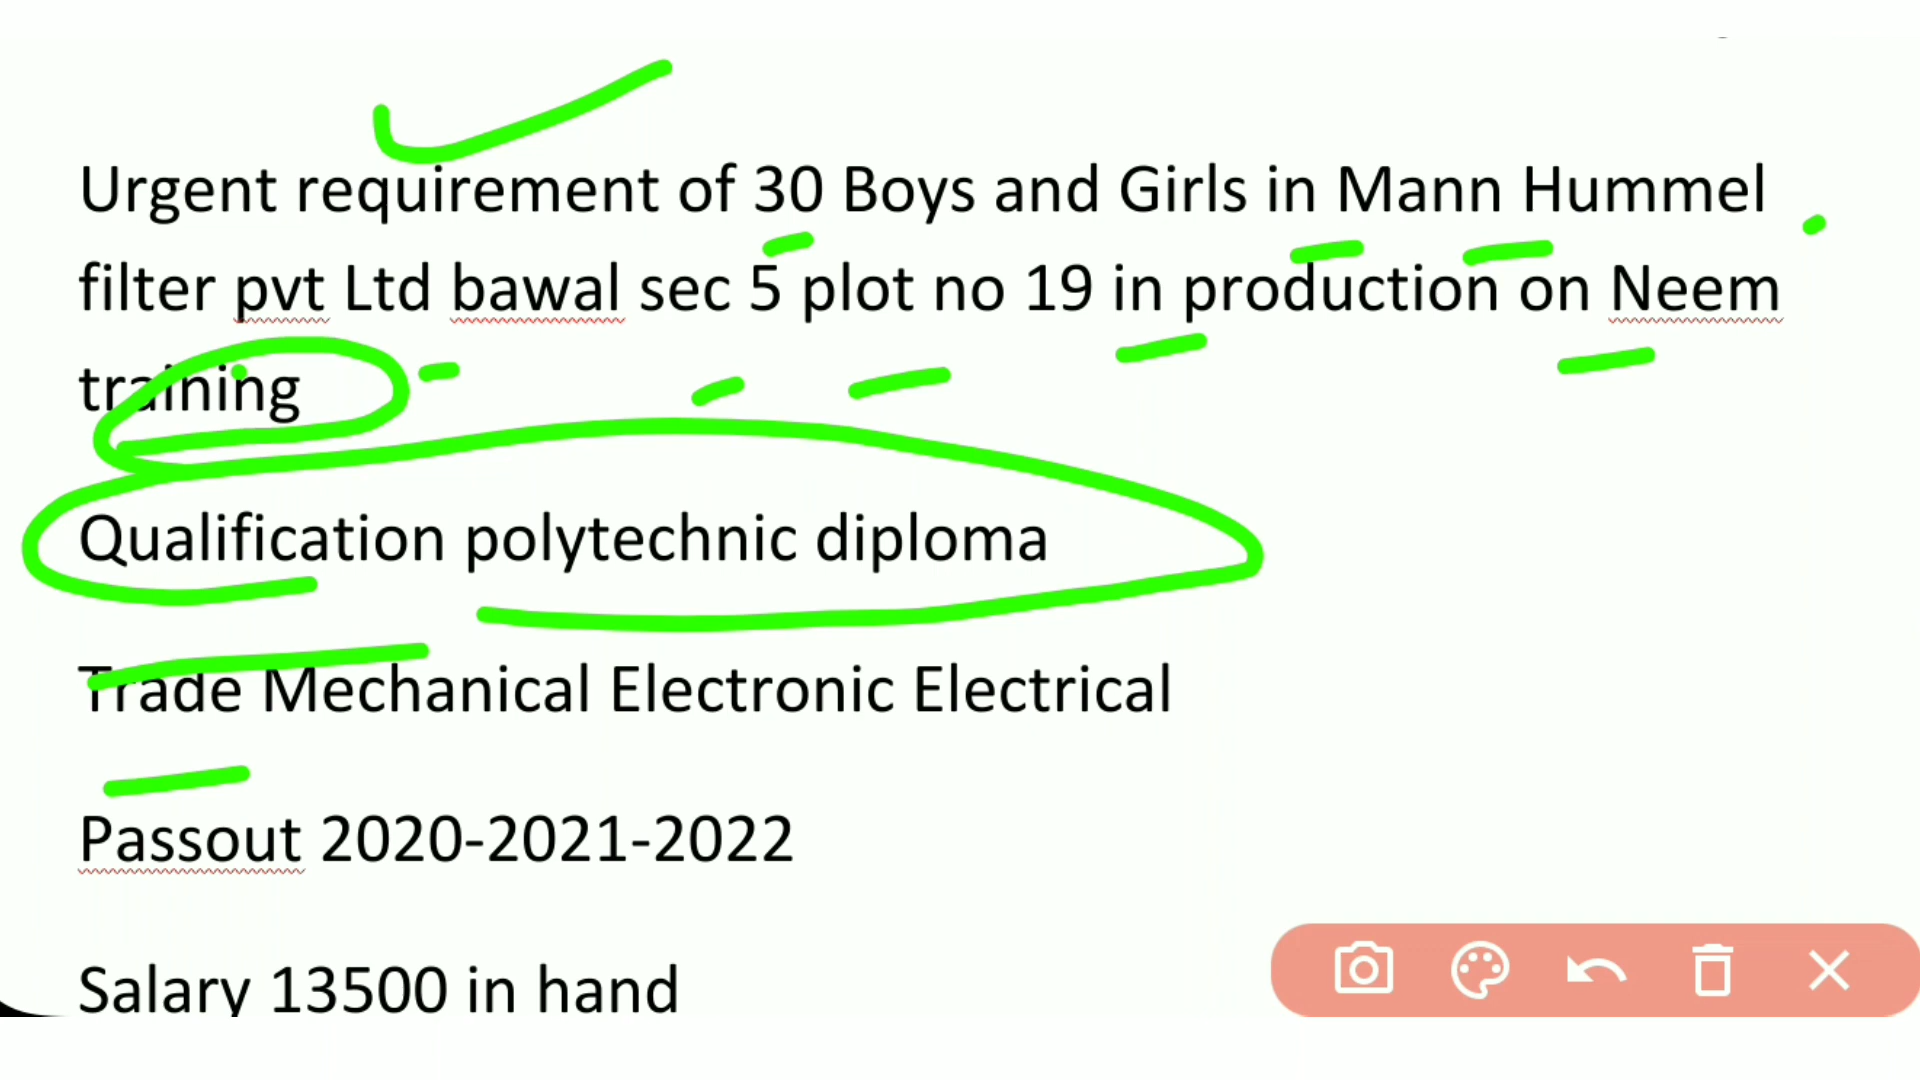 Urgent requirement of 30 Boys and Girls in Mann Hummel
filter pvt Ltd bawal sec 5 plot no 19 in production on Neem
training
Qualification polytechnic diploma
Trade Mechanical Electronic Electrical
Passout 2020-2021-2022
Salary 13500 in hand